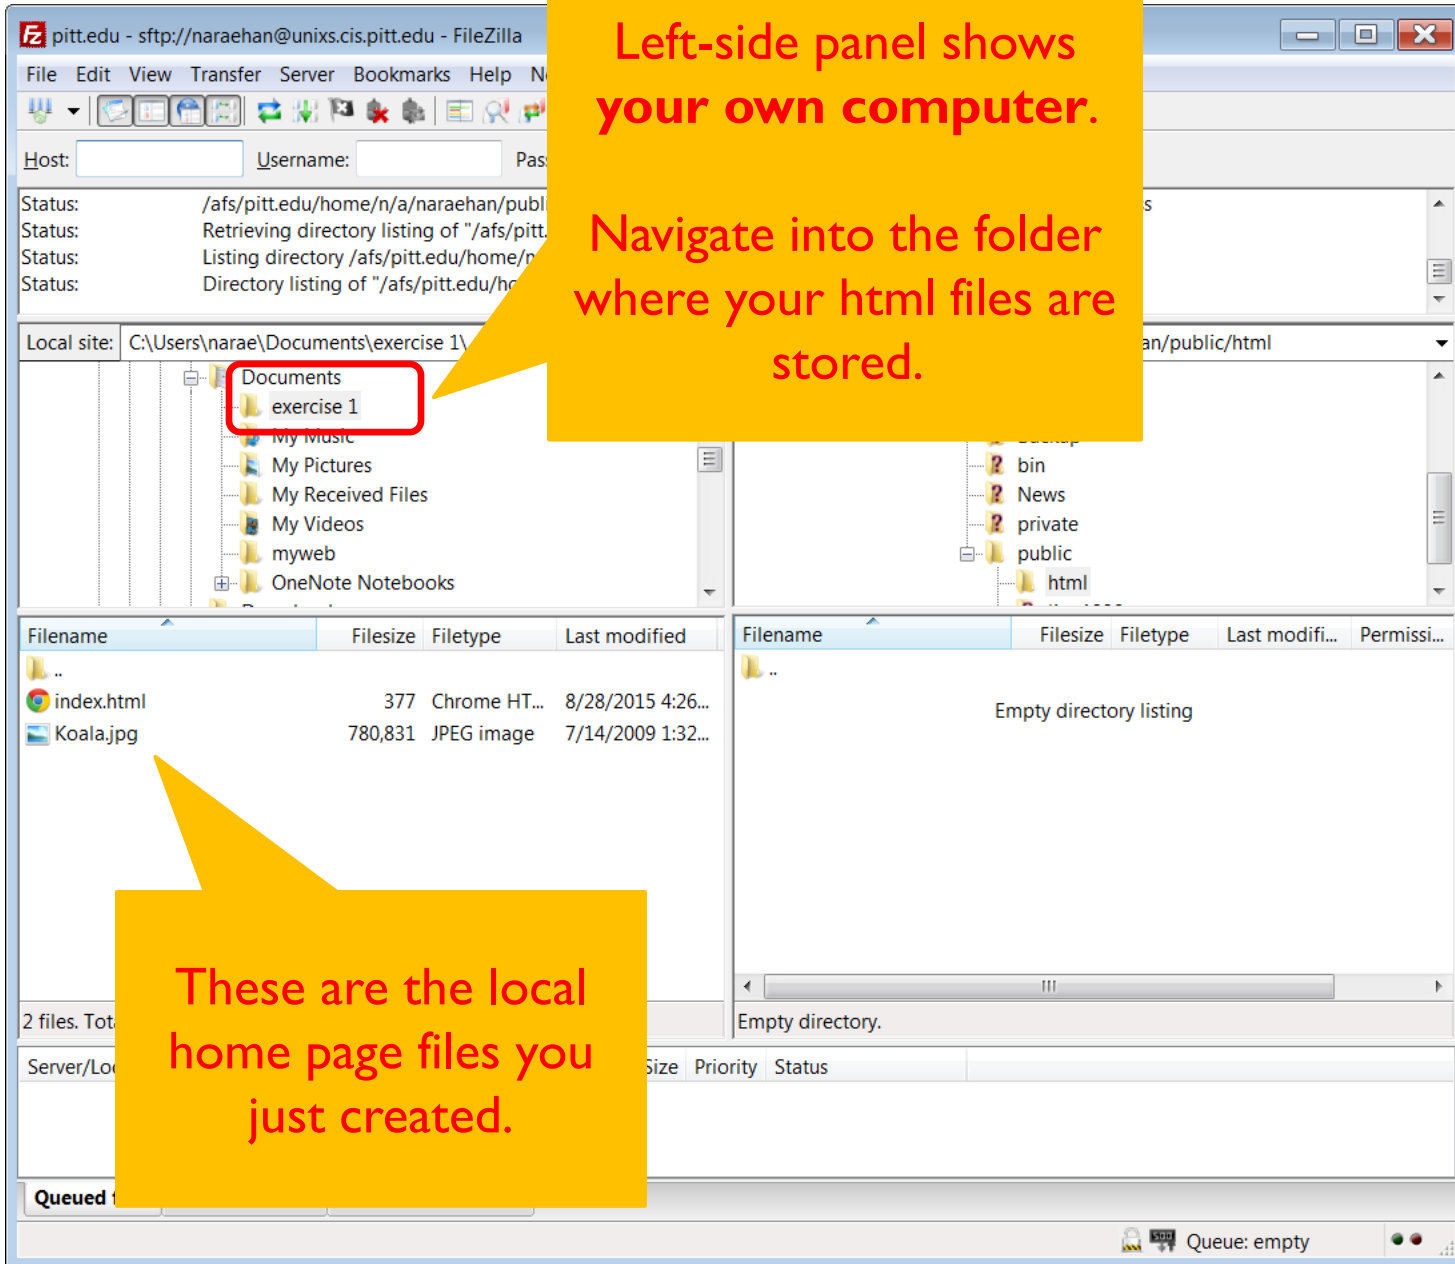 pitt.edu - sftp://naraehan@unixs.cis.pitt.edu - FileZilla
File Edit View Transfer Server Bookmarks Help
Host: Username:
Left-side panel shows
your own computer.
Navigate into the folder
where your html files are
stored.
Status: /afs/pitt.edu/home/n/a/naraehan/publ
Status: Retrieving directory listing of "/afs/pitt.
Status: Listing directory /afs/pitt.edu/home/n
Status: Directory listing of "/afs/pitt.edu/ho
Local site: C:\Users\narae\Documents\exercise 1\
Documents
exercise 1
My Music
My Pictures
My Received Files
My Videos
myweb
OneNote Notebooks
an/public/html
bin
News
private
public
html
Filename Filesize Filetype Last modified
..
index.html 377 Chrome HT... 8/28/2015 4:26...
Koala.jpg 780,831 JPEG image 7/14/2009 1:32...
2 files.
Filename Filesize Filetype Last modifi... Permissi...
..
Empty directory listing
Empty directory.
These are the local
home page files you
just created.
Size Priority Status
Queued
Queue: empty